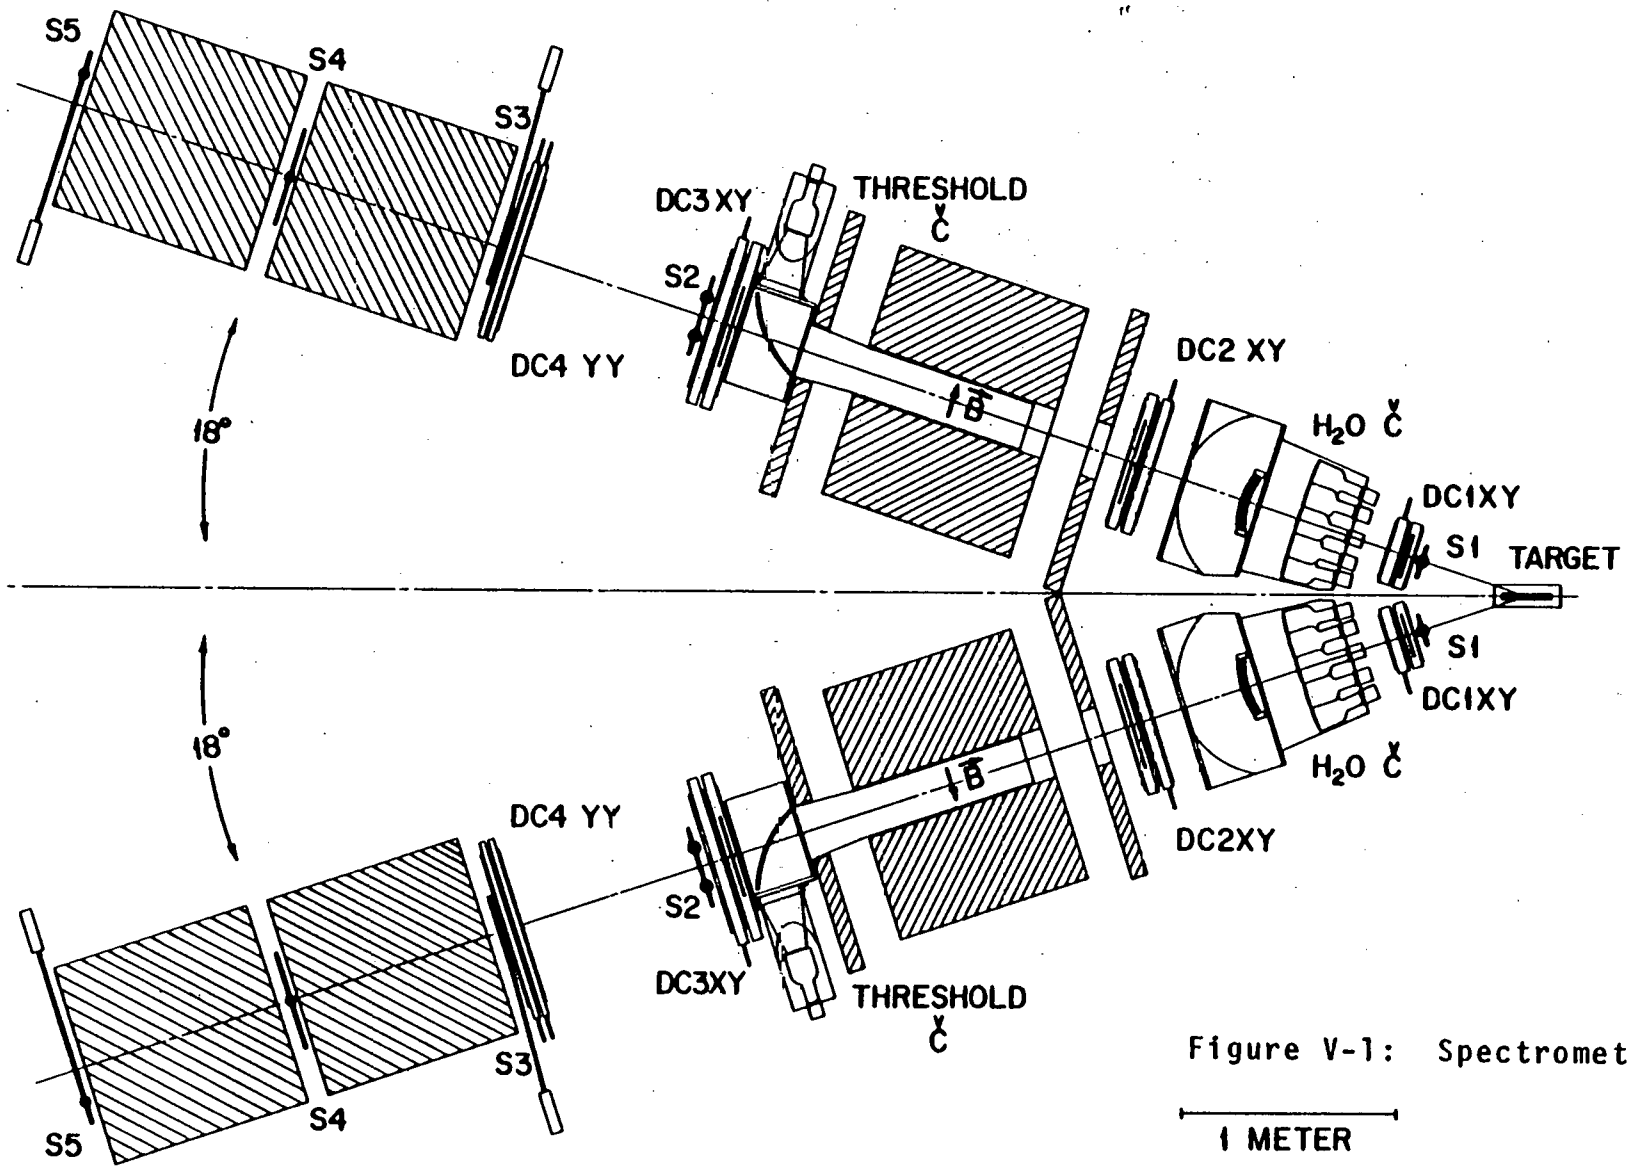 S5
S4
S3
DC3 XY
THRESHOLD
Č
S2
DC4 YY
B⃗
DC2 XY
H₂O Č
DC1XY
S1
TARGET
18°
18°
S1
DC1XY
H₂O Č
B⃗
DC2XY
DC4 YY
S2
DC3XY
THRESHOLD
Č
S3
S4
S5
Figure V-1: Spectromet
1 METER